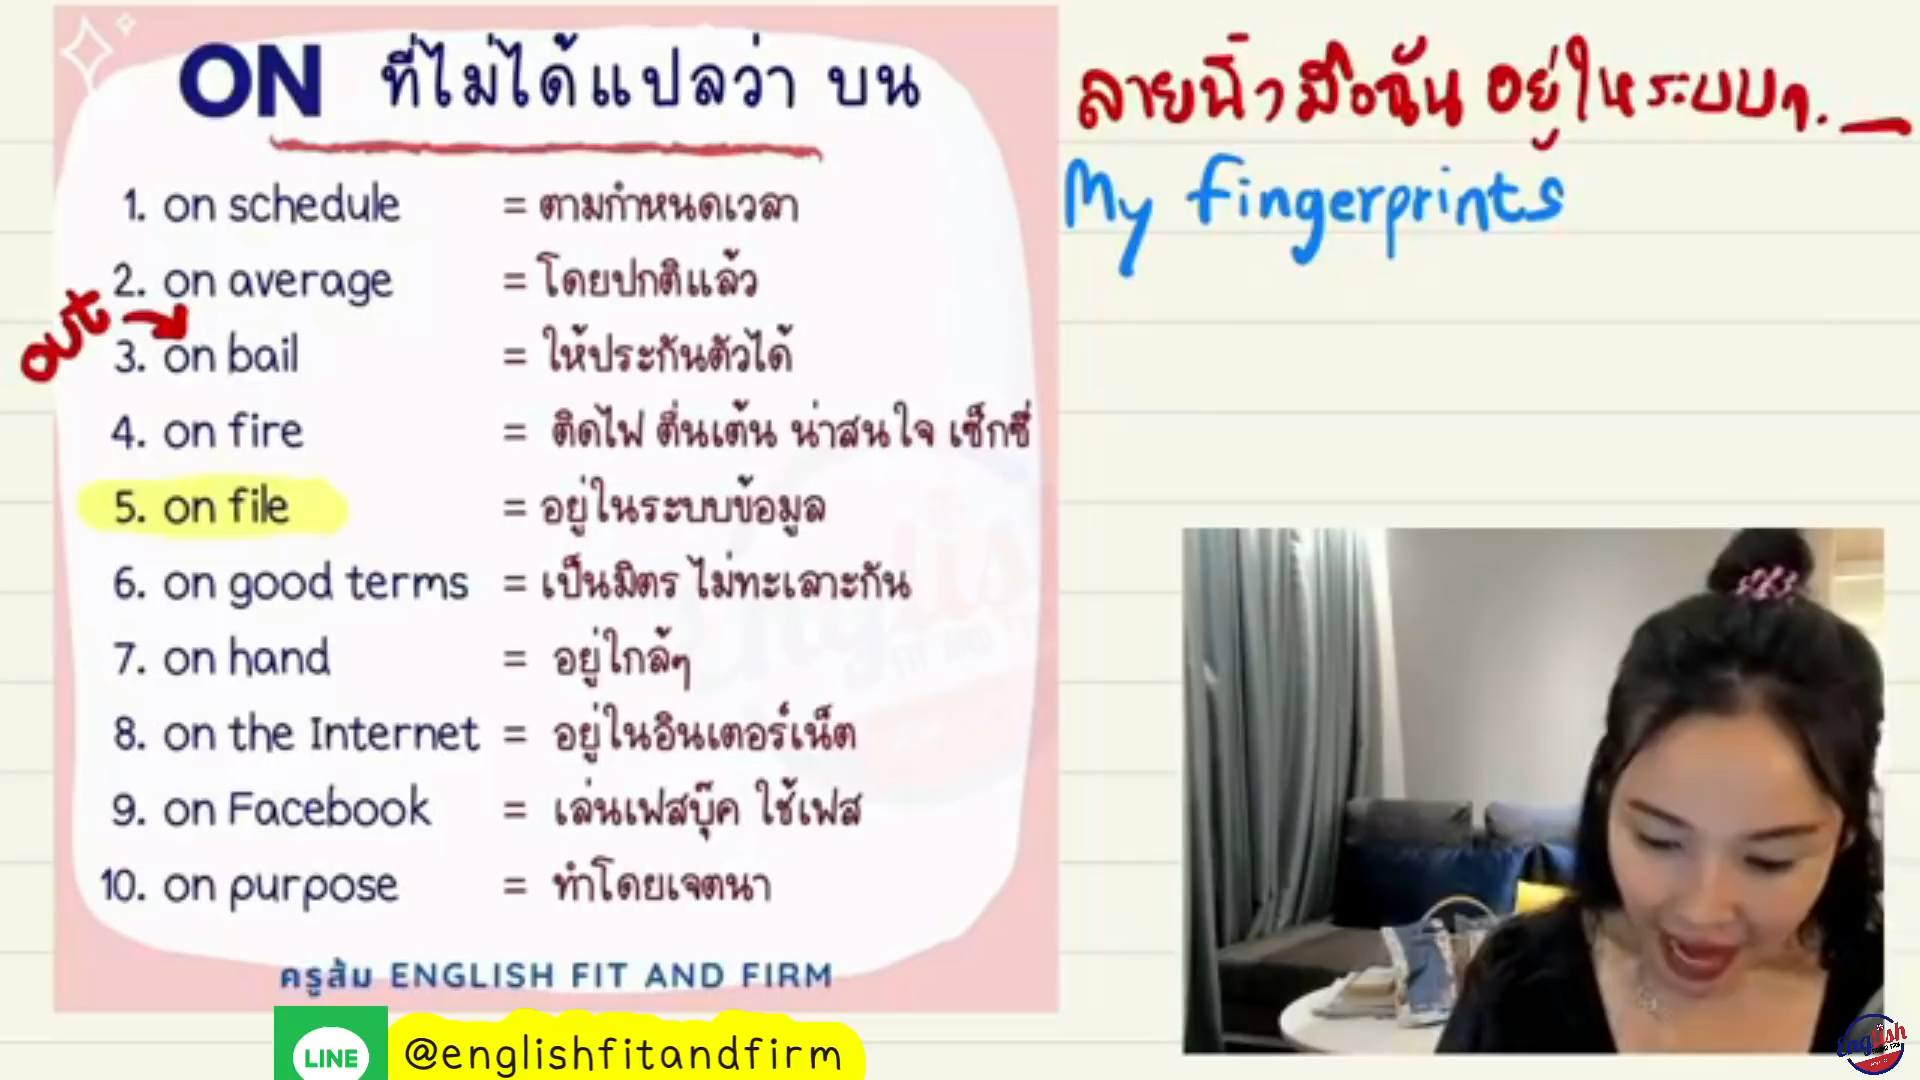 ON ที่ไม่ได้แปลว่า บน
1. on schedule = ตามกำหนดเวลา
2. on average = โดยปกติแล้ว
out
3. on bail = ให้ประกันตัวได้
4. on fire = ติดไฟ ตื่นเต้น น่าสนใจ เซ็กซี่
5. on file = อยู่ในระบบข้อมูล
6. on good terms = เป็นมิตร ไม่ทะเลาะกัน
7. on hand = อยู่ใกล้ๆ
8. on the Internet = อยู่ในอินเตอร์เน็ต
9. on Facebook = เล่นเฟสบุ๊ค ใช้เฟส
10. on purpose = ทำโดยเจตนา
ครูส้ม ENGLISH FIT AND FIRM
LINE @englishfitandfirm
ลายนิ้วมือฉัน อยู่ให้ระบบ
My fingerprints
English